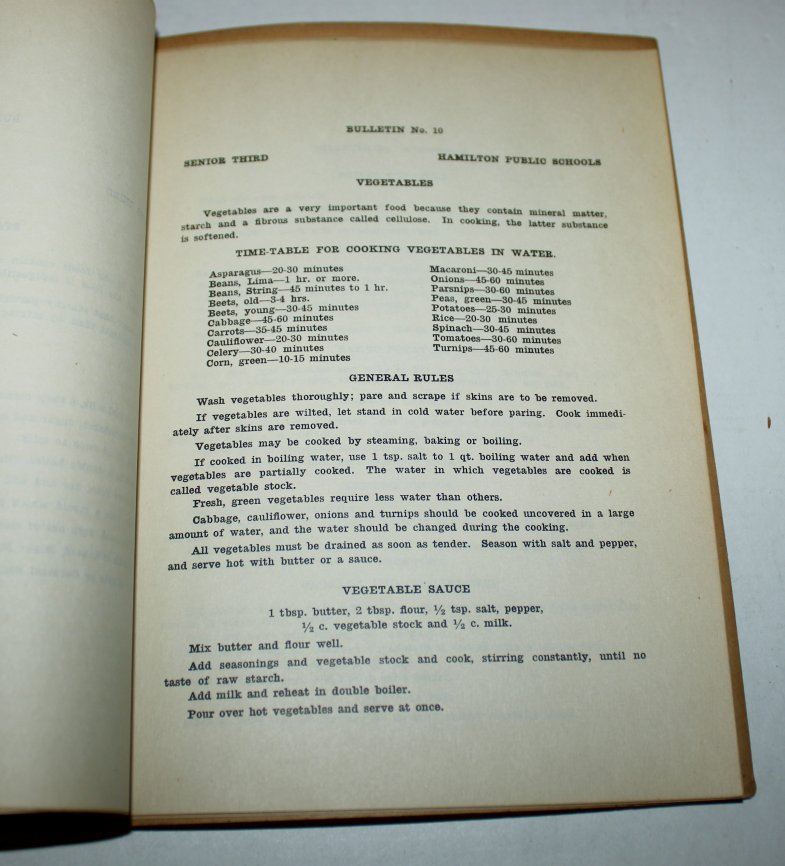 BULLETIN No. 10
SENIOR THIRD
HAMILTON PUBLIC SCHOOLS
VEGETABLES
Vegetables are a very important food because they contain mineral matter,
starch and a fibrous substance called cellulose. In cooking, the latter substance
is softened.
TIME-TABLE FOR COOKING VEGETABLES IN WATER.
Asparagus—20-30 minutes
Beans, Lima—1 hr. or more.
Beans, String—45 minutes to 1 hr.
Beets, old—3-4 hrs.
Beets, young—30-45 minutes
Cabbage—45-60 minutes
Carrots—35-45 minutes
Cauliflower—20-30 minutes
Celery—30-40 minutes
Corn, green—10-15 minutes
Macaroni—30-45 minutes
Onions—45-60 minutes
Parsnips—30-60 minutes
Peas, green—30-45 minutes
Potatoes—25-30 minutes
Rice—20-30 minutes
Spinach—30-45 minutes
Tomatoes—30-60 minutes
Turnips—45-60 minutes
GENERAL RULES
Wash vegetables thoroughly; pare and scrape if skins are to be removed.
If vegetables are wilted, let stand in cold water before paring. Cook immedi-
ately after skins are removed.
Vegetables may be cooked by steaming, baking or boiling.
If cooked in boiling water, use 1 tsp. salt to 1 qt. boiling water and add when
vegetables are partially cooked. The water in which vegetables are cooked is
called vegetable stock.
Fresh, green vegetables require less water than others.
Cabbage, cauliflower, onions and turnips should be cooked uncovered in a large
amount of water, and the water should be changed during the cooking.
All vegetables must be drained as soon as tender. Season with salt and pepper,
and serve hot with butter or a sauce.
VEGETABLE SAUCE
1 tbsp. butter, 2 tbsp. flour, ½ tsp. salt, pepper,
½ c. vegetable stock and ½ c. milk.
Mix butter and flour well.
Add seasonings and vegetable stock and cook, stirring constantly, until no
taste of raw starch.
Add milk and reheat in double boiler.
Pour over hot vegetables and serve at once.